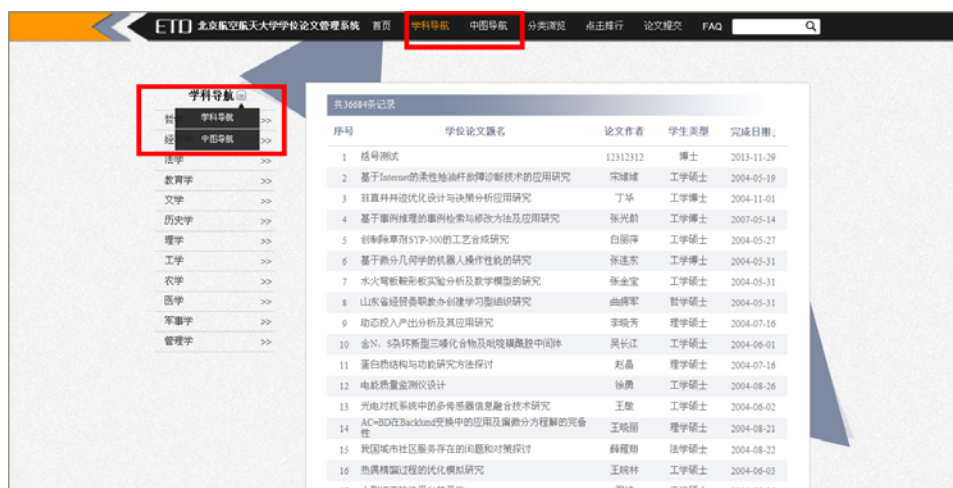 ETD 北京航空航天大学学位论文管理系统 首页 学科导航 中图导航 分类浏览 点击排行 论文提交 FAQ
学科导航
学科导航
中图导航
法学 >>
教育学 >>
文学 >>
历史学 >>
理学 >>
工学 >>
农学 >>
医学 >>
军事学 >>
管理学 >>
共36684条记录
序号 学位论文题名 论文作者 学生类型 完成日期↓
1 括号测试 12312312 博士 2013-11-29
2 基于Internet的柔性抽油杆故障诊断技术的应用研究 工学硕士 2004-05-19
3 非直井井迹优化设计与决策分析应用研究 丁华 工学博士 2004-11-01
4 基于事例推理的事例检索与修改方法及应用研究 张光前 工学博士 2007-05-14
5 创制除草剂SYP-300的工艺合成研究 白丽萍 工学硕士 2004-05-27
6 基于微分几何学的机器人操作性能的研究 张连东 工学博士 2004-05-31
7 水火弯板鞍形板实验分析及数学模型的研究 张金宝 工学硕士 2004-05-31
8 山东省经贸委职教办创建学习型组织研究 曲拥军 哲学硕士 2004-05-31
9 动态投入产出分析及其应用研究 李晓芳 理学硕士 2004-07-16
10 含N、S杂环新型三嗪化合物及吡唑磺酰胺中间体 吴长江 工学硕士 2004-06-01
11 蛋白质结构与功能研究方法探讨 赵晶 理学硕士 2004-07-16
12 电能质量监测仪设计 徐勇 工学硕士 2004-08-26
13 光电对抗系统中的多传感器信息融合技术研究 王敏 工学硕士 2004-06-02
14 AC=BD在Backlund变换中的应用及偏微分方程解的完备性 王晓丽 理学硕士 2004-08-21
15 我国城市社区服务存在的问题和对策探讨 薛耀翔 法学硕士 2004-08-22
16 热偶精馏过程的优化模拟研究 王晓林 工学硕士 2004-06-03